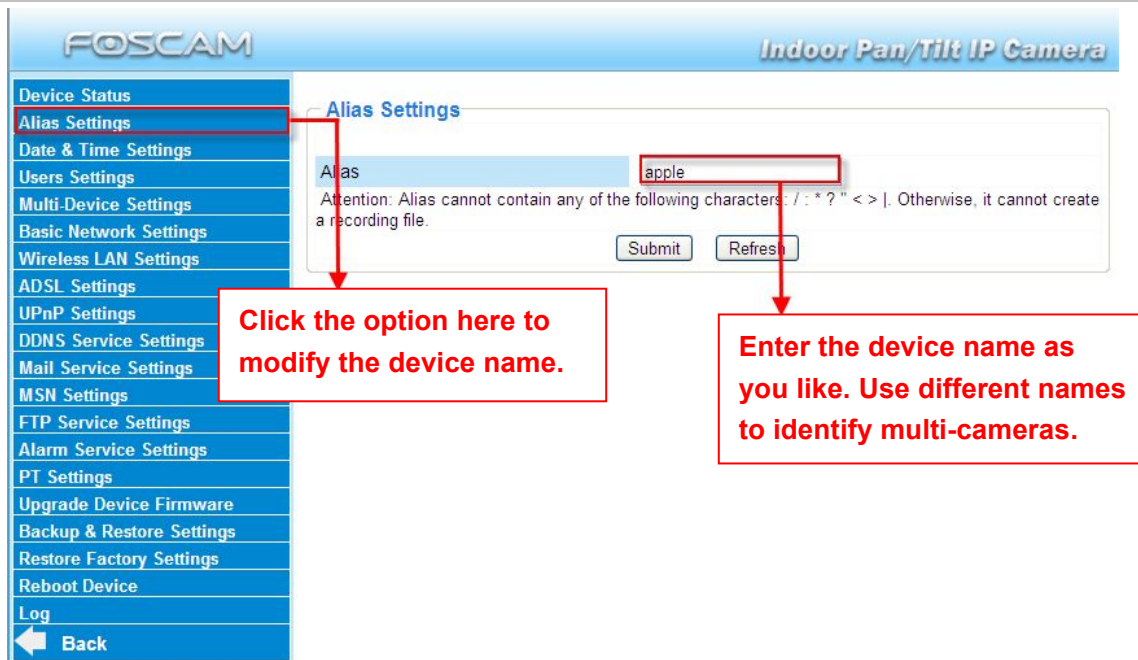 FOSCAM
Indoor Pan/Tilt IP Camera
Device Status
Alias Settings
Date & Time Settings
Users Settings
Multi-Device Settings
Basic Network Settings
Wireless LAN Settings
ADSL Settings
UPnP Settings
DDNS Service Settings
Mail Service Settings
MSN Settings
FTP Service Settings
Alarm Service Settings
PT Settings
Upgrade Device Firmware
Backup & Restore Settings
Restore Factory Settings
Reboot Device
Log
Back
Alias Settings
Alias apple
Attention: Alias cannot contain any of the following characters: / : * ? " < > |. Otherwise, it cannot create
a recording file.
Submit Refresh
Click the option here to
modify the device name.
Enter the device name as
you like. Use different names
to identify multi-cameras.